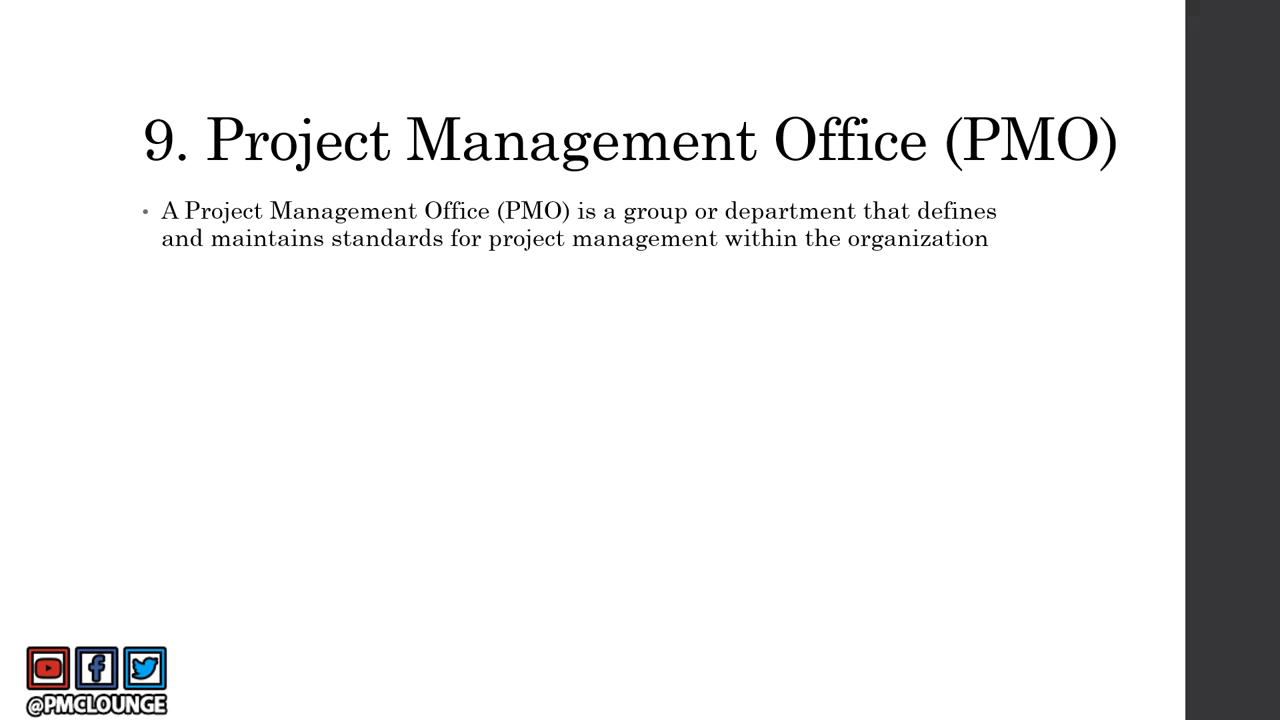 9. Project Management Office (PMO)
• A Project Management Office (PMO) is a group or department that defines
and maintains standards for project management within the organization
@PMCLOUNGE